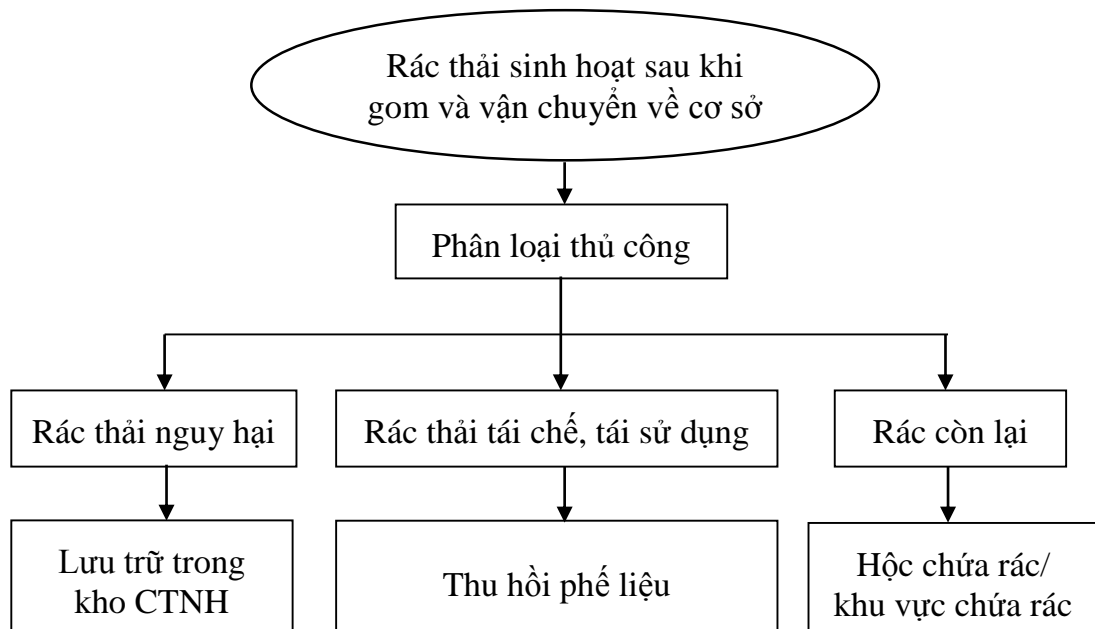 Rác thải sinh hoạt sau khi
gom và vận chuyển về cơ sở
Phân loại thủ công
Rác thải nguy hại
Rác thải tái chế, tái sử dụng
Rác còn lại
Lưu trữ trong
kho CTNH
Thu hồi phế liệu
Hộc chứa rác/
khu vực chứa rác